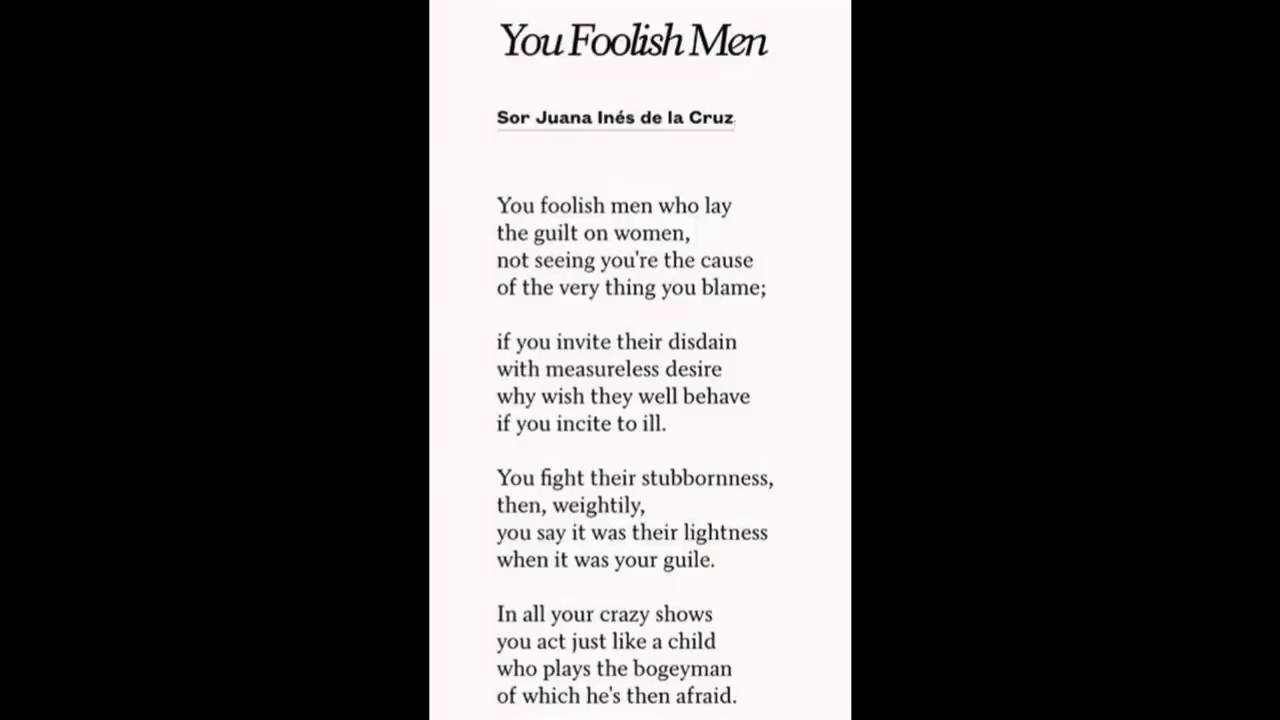 You Foolish Men
Sor Juana Inés de la Cruz
You foolish men who lay
the guilt on women,
not seeing you're the cause
of the very thing you blame;
if you invite their disdain
with measureless desire
why wish they well behave
if you incite to ill.
You fight their stubbornness,
then, weightily,
you say it was their lightness
when it was your guile.
In all your crazy shows
you act just like a child
who plays the bogeyman
of which he's then afraid.